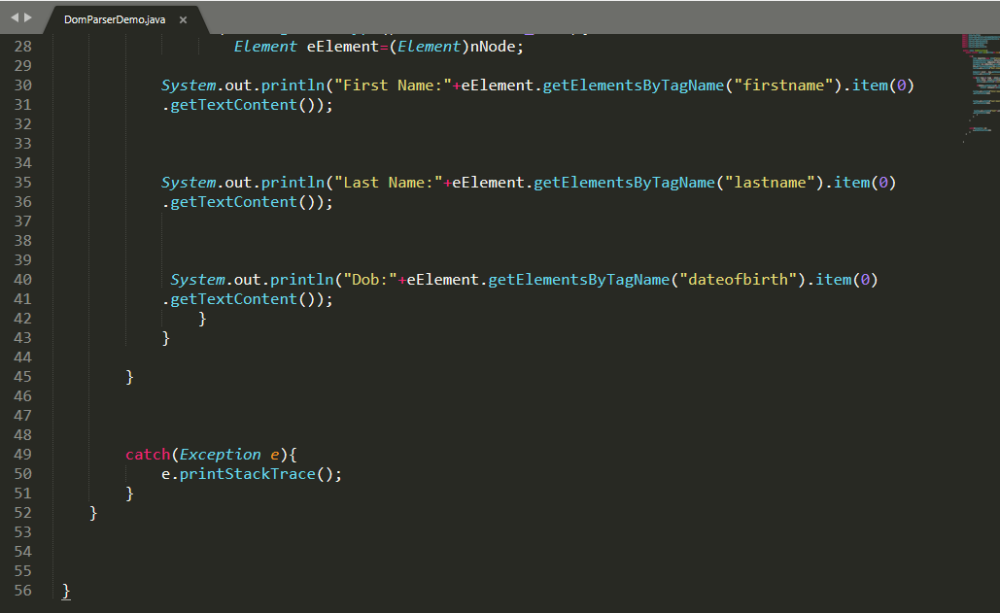 DomParserDemo.java ×
28 Element eElement=(Element)nNode;
29
30 System.out.println("First Name:"+eElement.getElementsByTagName("firstname").item(0)
31 .getTextContent());
32
33
34
35 System.out.println("Last Name:"+eElement.getElementsByTagName("lastname").item(0)
36 .getTextContent());
37
38
39
40 System.out.println("Dob:"+eElement.getElementsByTagName("dateofbirth").item(0)
41 .getTextContent());
42 }
43 }
44
45 }
46
47
48
49 catch(Exception e){
50 e.printStackTrace();
51 }
52 }
53
54
55
56 }